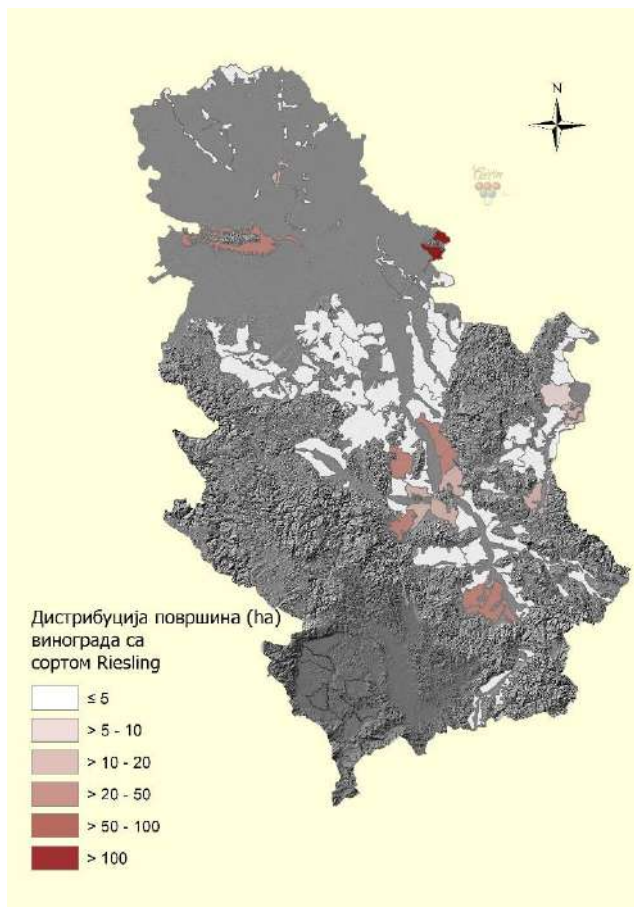 N
Дистрибуција површина (ha)
винограда са
сортом Riesling
≤ 5
> 5 - 10
> 10 - 20
> 20 - 50
> 50 - 100
> 100